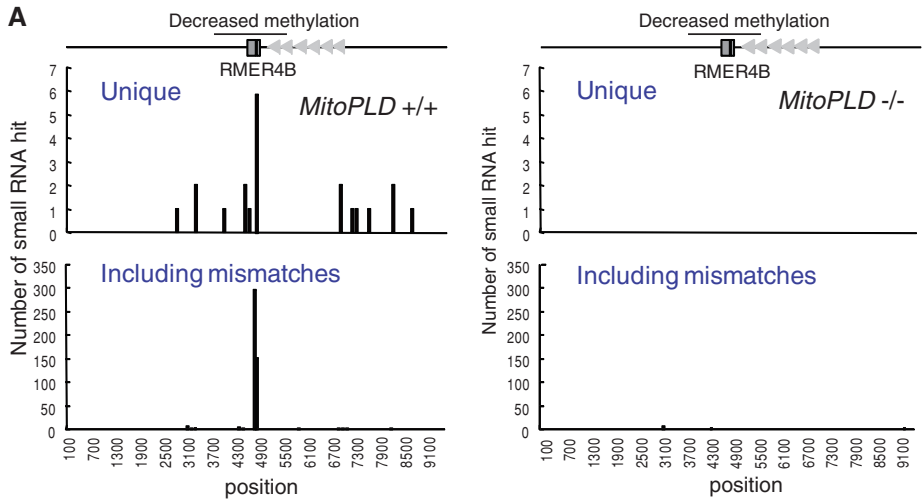 A
Decreased methylation
RMER4B
Unique
MitoPLD +/+
Number of small RNA hit
7
6
5
4
3
2
1
0
Including mismatches
350
300
250
200
150
100
50
0
100 700 1300 1900 2500 3100 3700 4300 4900 5500 6100 6700 7300 7900 8500 9100
position
Decreased methylation
RMER4B
Unique
MitoPLD -/-
Number of small RNA hit
7
6
5
4
3
2
1
0
Including mismatches
350
300
250
200
150
100
50
0
100 700 1300 1900 2500 3100 3700 4300 4900 5500 6100 6700 7300 7900 8500 9100
position